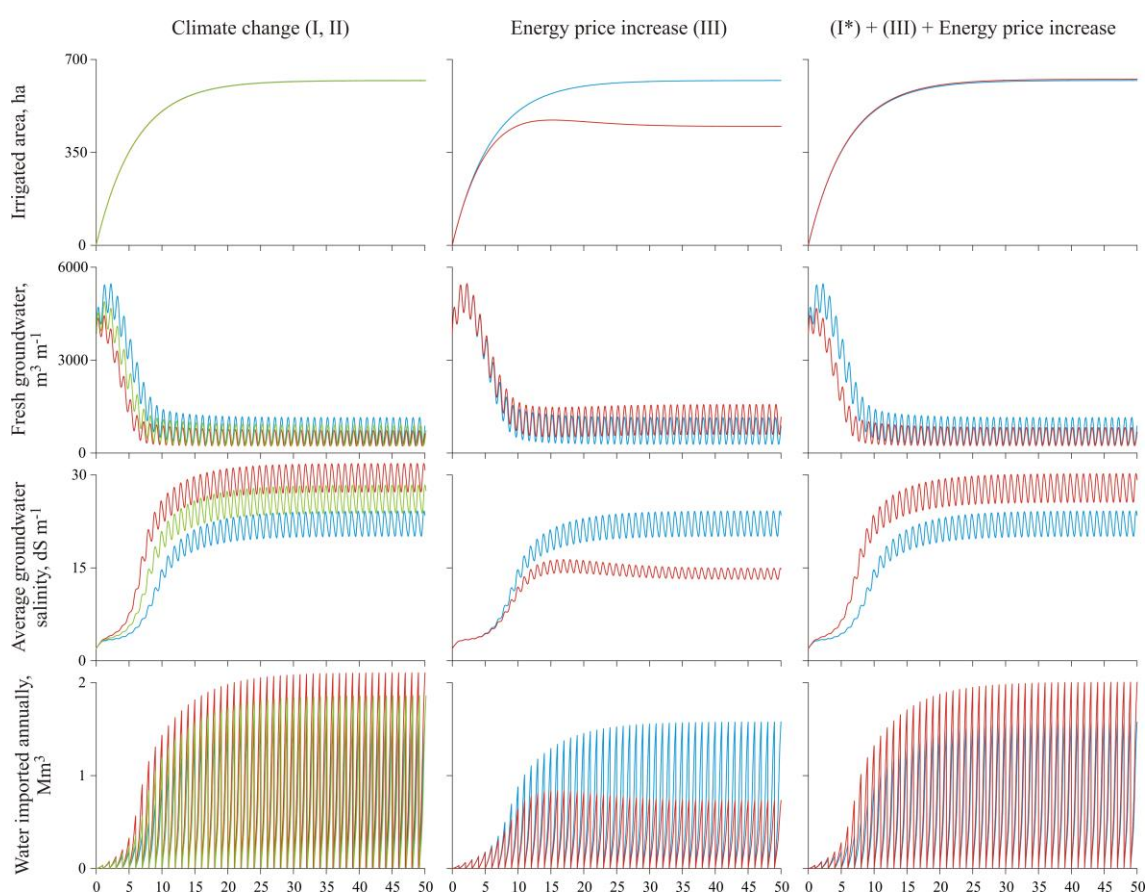 Climate change (I, II)
Energy price increase (III)
(I*) + (III) + Energy price increase
Irrigated area, ha
700
350
0
Fresh groundwater,
m³ m⁻¹
6000
3000
0
Average groundwater
salinity, dS m⁻¹
30
15
0
Water imported annually,
Mm³
2
1
0
0 5 10 15 20 25 30 35 40 45 50
0 5 10 15 20 25 30 35 40 45 50
0 5 10 15 20 25 30 35 40 45 50